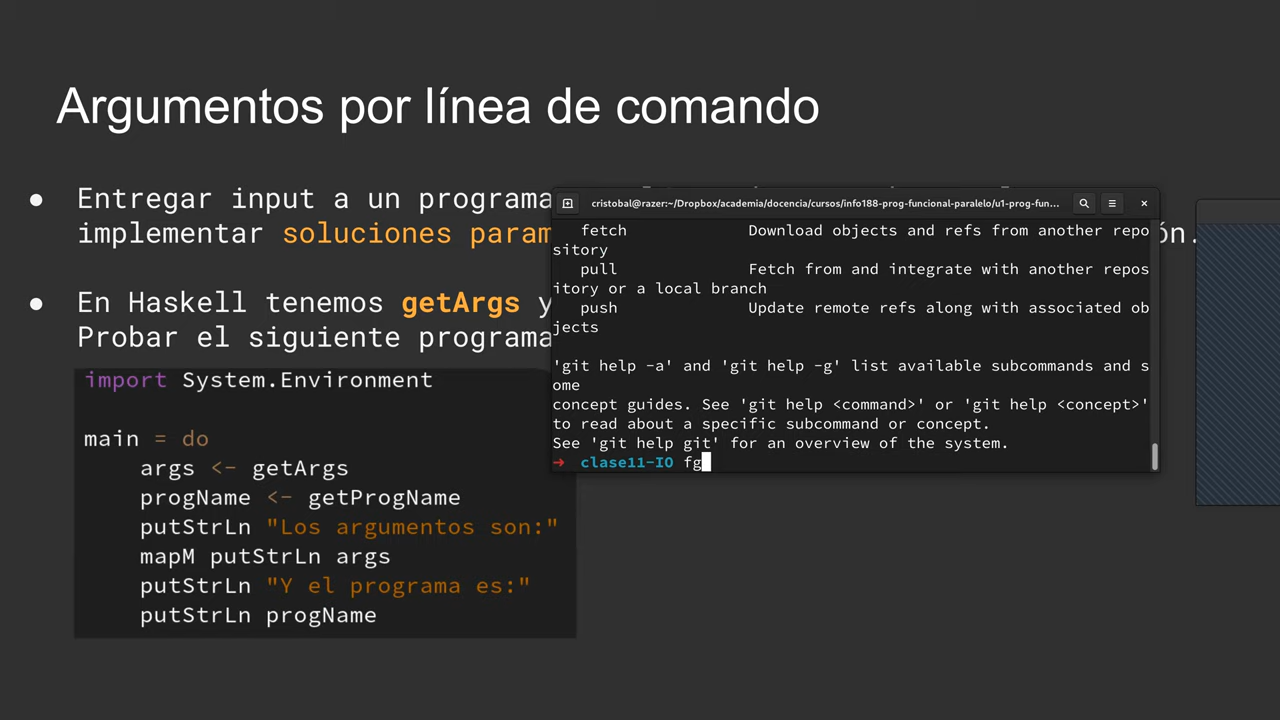 Argumentos por línea de comando
● Entregar input a un programa
implementar soluciones param
ón.
● En Haskell tenemos getArgs y
Probar el siguiente programa
import System.Environment
main = do
args <- getArgs
progName <- getProgName
putStrLn "Los argumentos son:"
mapM putStrLn args
putStrLn "Y el programa es:"
putStrLn progName
cristobal@razer:~/Dropbox/academia/docencia/cursos/info188-prog-funcional-paralelo/u1-prog-fun...
fetch Download objects and refs from another repo
sitory
pull Fetch from and integrate with another repos
itory or a local branch
push Update remote refs along with associated ob
jects
'git help -a' and 'git help -g' list available subcommands and s
ome
concept guides. See 'git help <command>' or 'git help <concept>'
to read about a specific subcommand or concept.
See 'git help git' for an overview of the system.
→ clase11-IO fg